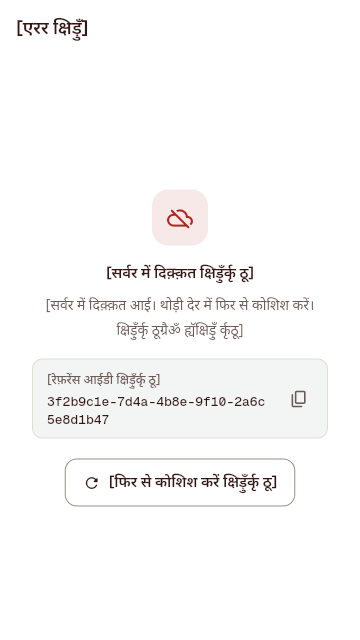 [एरर क्षिड़ुँ]
[सर्वर में दिक़्क़त क्षिड़ुँर्कृ ठू]
[सर्वर में दिक़्क़त आई। थोड़ी देर में फिर से कोशिश करें।
क्षिड़ुँर्कृ ठूग्रैॐ ह्यॉक्षिड़ुँ र्कृठू]
[रेफ़रेंस आईडी क्षिड़ुँर्कृ ठू]
3f2b9c1e-7d4a-4b8e-9f10-2a6c
5e8d1b47
[फिर से कोशिश करें क्षिड़ुँर्कृ ठू]